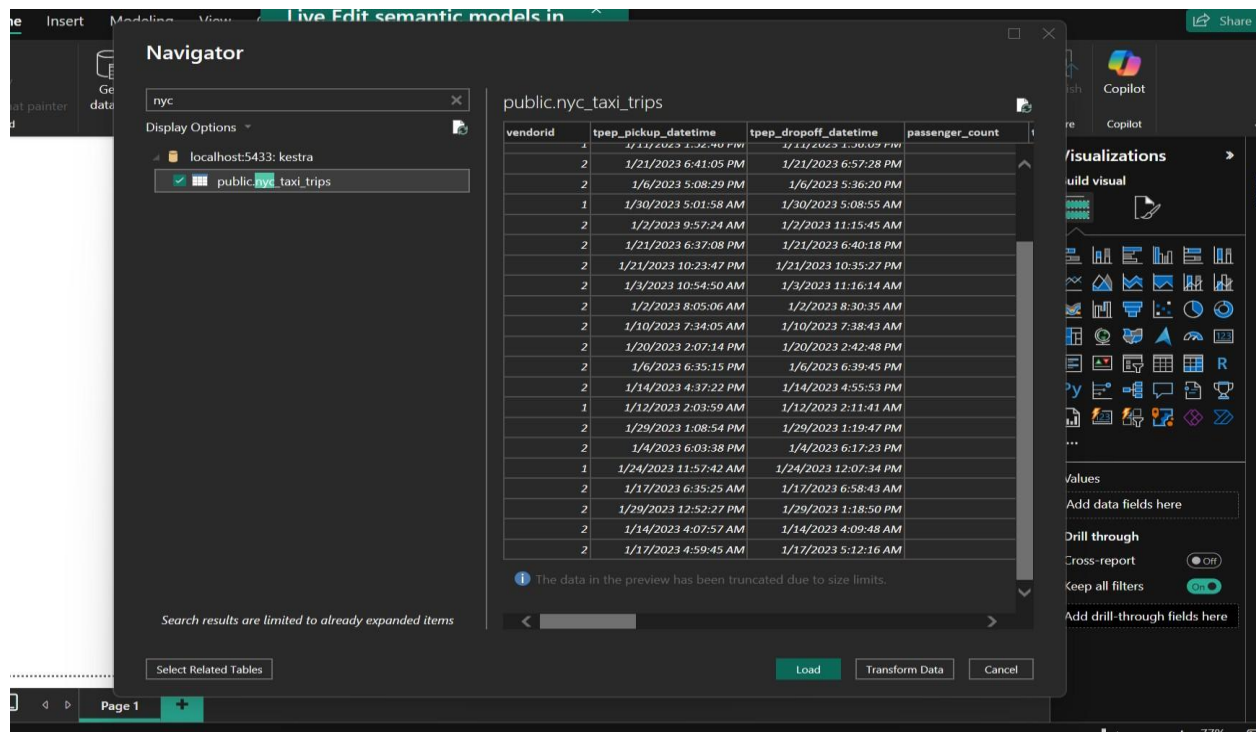 Insert
View
Live Edit semantic models in
Share
Navigator
data
Copilot
Copilot
nyc
Display Options
localhost:5433: kestra
public.nyc_taxi_trips
public.nyc_taxi_trips
vendorid tpep_pickup_datetime tpep_dropoff_datetime passenger_count
2 1/21/2023 6:41:05 PM 1/21/2023 6:57:28 PM
2 1/6/2023 5:08:29 PM 1/6/2023 5:36:20 PM
1 1/30/2023 5:01:58 AM 1/30/2023 5:08:55 AM
2 1/2/2023 9:57:24 AM 1/2/2023 11:15:45 AM
2 1/21/2023 6:37:08 PM 1/21/2023 6:40:18 PM
2 1/21/2023 10:23:47 PM 1/21/2023 10:35:27 PM
2 1/3/2023 10:54:50 AM 1/3/2023 11:16:14 AM
2 1/2/2023 8:05:06 AM 1/2/2023 8:30:35 AM
2 1/10/2023 7:34:05 AM 1/10/2023 7:38:43 AM
2 1/20/2023 2:07:14 PM 1/20/2023 2:42:48 PM
2 1/6/2023 6:35:15 PM 1/6/2023 6:39:45 PM
2 1/14/2023 4:37:22 PM 1/14/2023 4:55:53 PM
1 1/12/2023 2:03:59 AM 1/12/2023 2:11:41 AM
2 1/29/2023 1:08:54 PM 1/29/2023 1:19:47 PM
2 1/4/2023 6:03:38 PM 1/4/2023 6:17:23 PM
1 1/24/2023 11:57:42 AM 1/24/2023 12:07:34 PM
2 1/17/2023 6:35:25 AM 1/17/2023 6:58:43 AM
2 1/29/2023 12:52:27 PM 1/29/2023 1:18:50 PM
2 1/14/2023 4:07:57 AM 1/14/2023 4:09:48 AM
2 1/17/2023 4:59:45 AM 1/17/2023 5:12:16 AM
The data in the preview has been truncated due to size limits.
Search results are limited to already expanded items
Select Related Tables
Load
Transform Data
Cancel
Visualizations
uild visual
123
R
Py
123
...
Values
Add data fields here
Drill through
Cross-report
Off
Keep all filters
On
Add drill-through fields here
Page 1
77%